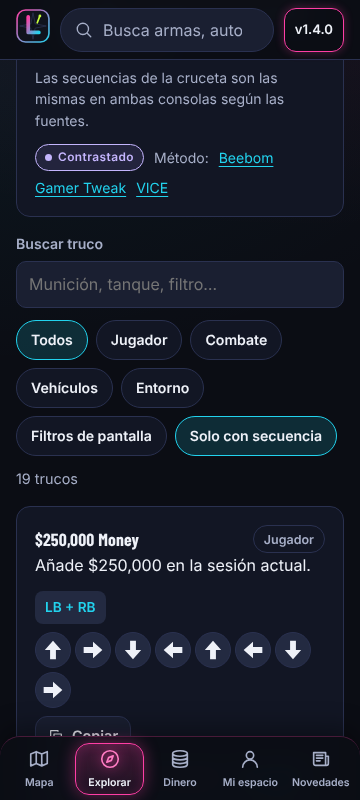 Busca armas, auto
v1.4.0
Las secuencias de la cruceta son las
mismas en ambas consolas según las
fuentes.
Contrastado Método: Beebom
Gamer Tweak VICE
Buscar truco
Munición, tanque, filtro...
Todos Jugador Combate
Vehículos Entorno
Filtros de pantalla Solo con secuencia
19 trucos
$250,000 Money Jugador
Añade $250,000 en la sesión actual.
LB + RB
Copiar
Mapa Explorar Dinero Mi espacio Novedades